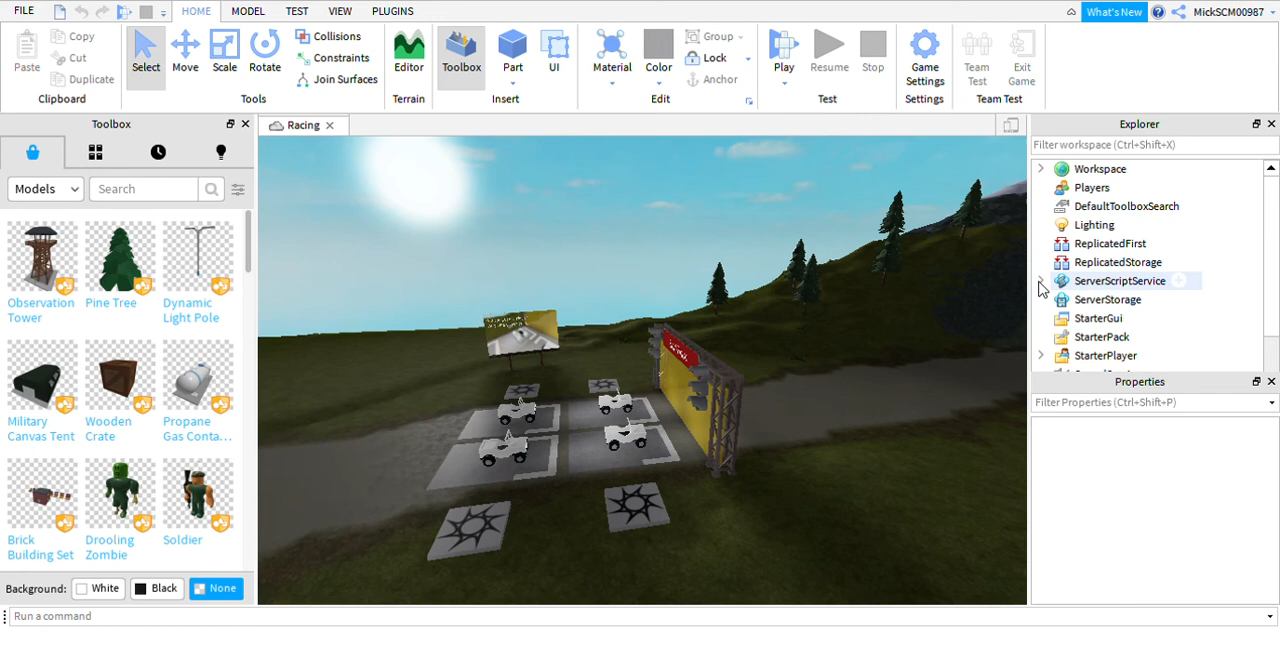 FILE HOME MODEL TEST VIEW PLUGINS What's New MickSCM00987
Paste Copy Cut Duplicate
Clipboard
Select Move Scale Rotate Collisions Constraints Join Surfaces
Tools
Editor
Terrain
Toolbox Part UI
Insert
Material Color Group Lock Anchor
Edit
Play Resume Stop
Test
Game Settings
Settings
Team Test Exit Game
Team Test
Toolbox
Models Search
Observation Tower
Pine Tree
Dynamic Light Pole
Military Canvas Tent
Wooden Crate
Propane Gas Conta...
Brick Building Set
Drooling Zombie
Soldier
Background: White Black None
Racing
Explorer
Filter workspace (Ctrl+Shift+X)
Workspace
Players
DefaultToolboxSearch
Lighting
ReplicatedFirst
ReplicatedStorage
ServerScriptService
ServerStorage
StarterGui
StarterPack
StarterPlayer
Properties
Filter Properties (Ctrl+Shift+P)
Run a command